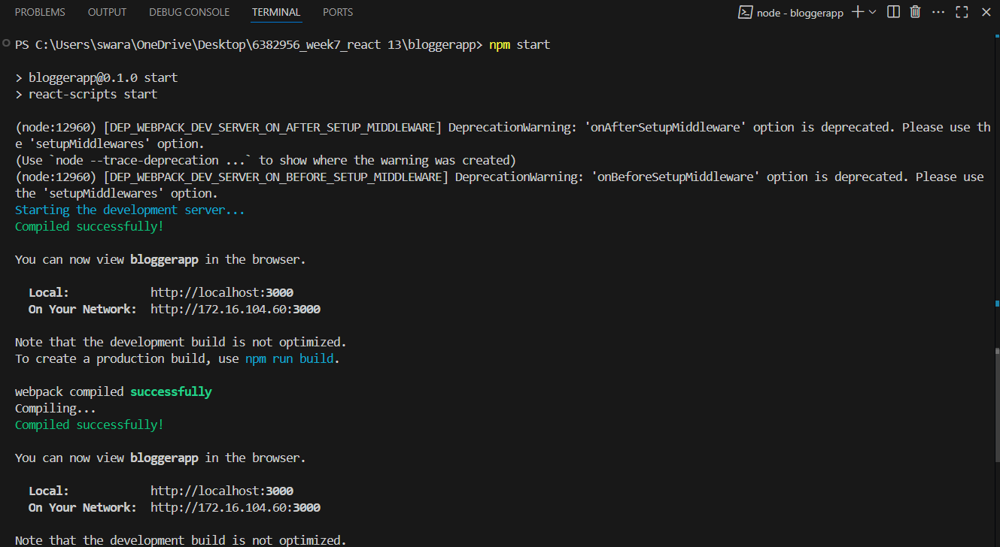 PROBLEMS OUTPUT DEBUG CONSOLE TERMINAL PORTS node - bloggerapp
PS C:\Users\swara\OneDrive\Desktop\6382956_week7_react 13\bloggerapp> npm start
> bloggerapp@0.1.0 start
> react-scripts start
(node:12960) [DEP_WEBPACK_DEV_SERVER_ON_AFTER_SETUP_MIDDLEWARE] DeprecationWarning: 'onAfterSetupMiddleware' option is deprecated. Please use th
e 'setupMiddlewares' option.
(Use `node --trace-deprecation ...` to show where the warning was created)
(node:12960) [DEP_WEBPACK_DEV_SERVER_ON_BEFORE_SETUP_MIDDLEWARE] DeprecationWarning: 'onBeforeSetupMiddleware' option is deprecated. Please use
the 'setupMiddlewares' option.
Starting the development server...
Compiled successfully!
You can now view bloggerapp in the browser.
Local: http://localhost:3000
On Your Network: http://172.16.104.60:3000
Note that the development build is not optimized.
To create a production build, use npm run build.
webpack compiled successfully
Compiling...
Compiled successfully!
You can now view bloggerapp in the browser.
Local: http://localhost:3000
On Your Network: http://172.16.104.60:3000
Note that the development build is not optimized.